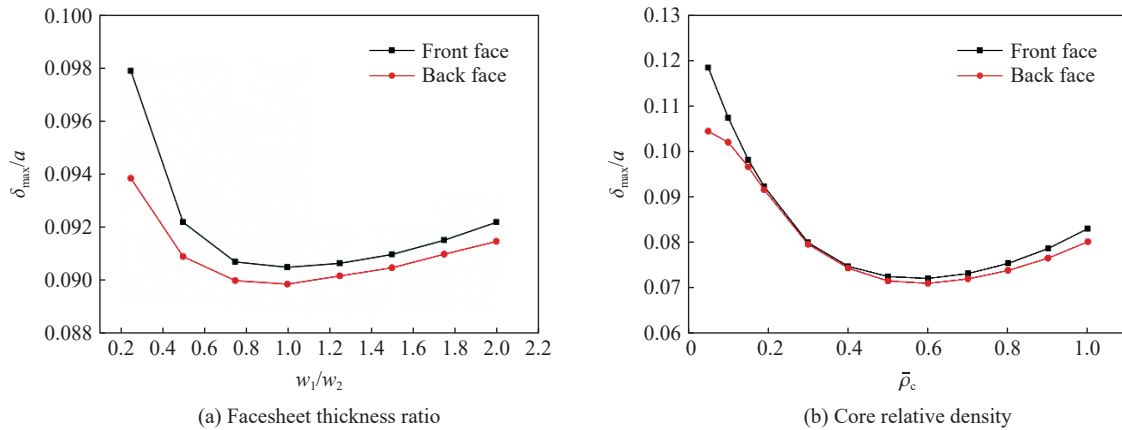 0.100
0.098
0.096
0.094
0.092
0.090
0.088
δmax/a
Front face
Back face
0.2 0.4 0.6 0.8 1.0 1.2 1.4 1.6 1.8 2.0 2.2
w1/w2
(a) Facesheet thickness ratio
0.13
0.12
0.11
0.10
0.09
0.08
0.07
0.06
δmax/a
Front face
Back face
0 0.2 0.4 0.6 0.8 1.0
ρ̄c
(b) Core relative density